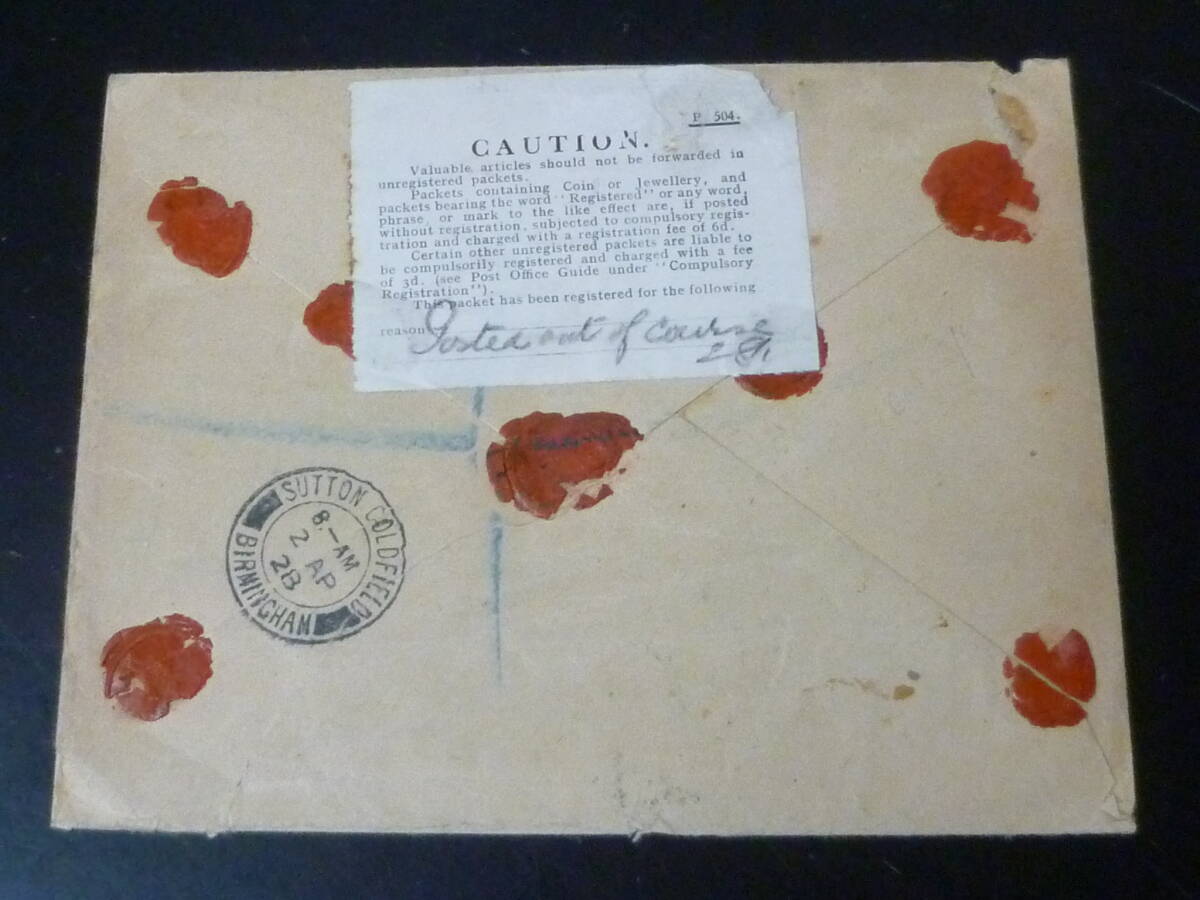 P 504.
CAUTION.
Valuable articles should not be forwarded in
unregistered packets.
Packets containing Coin or Jewellery, and
packets bearing the word "Registered" or any word,
phrase, or mark to the like effect are, if posted
without registration, subjected to compulsory regis-
tration and charged with a registration fee of 6d.
Certain other unregistered packets are liable to
be compulsorily registered and charged with a fee
of 3d. (see Post Office Guide under "Compulsory
Registration").
This packet has been registered for the following
reason Posted out of course
SUTTON COLDFIELD
8.–AM
2 AP
28
BIRMINGHAM